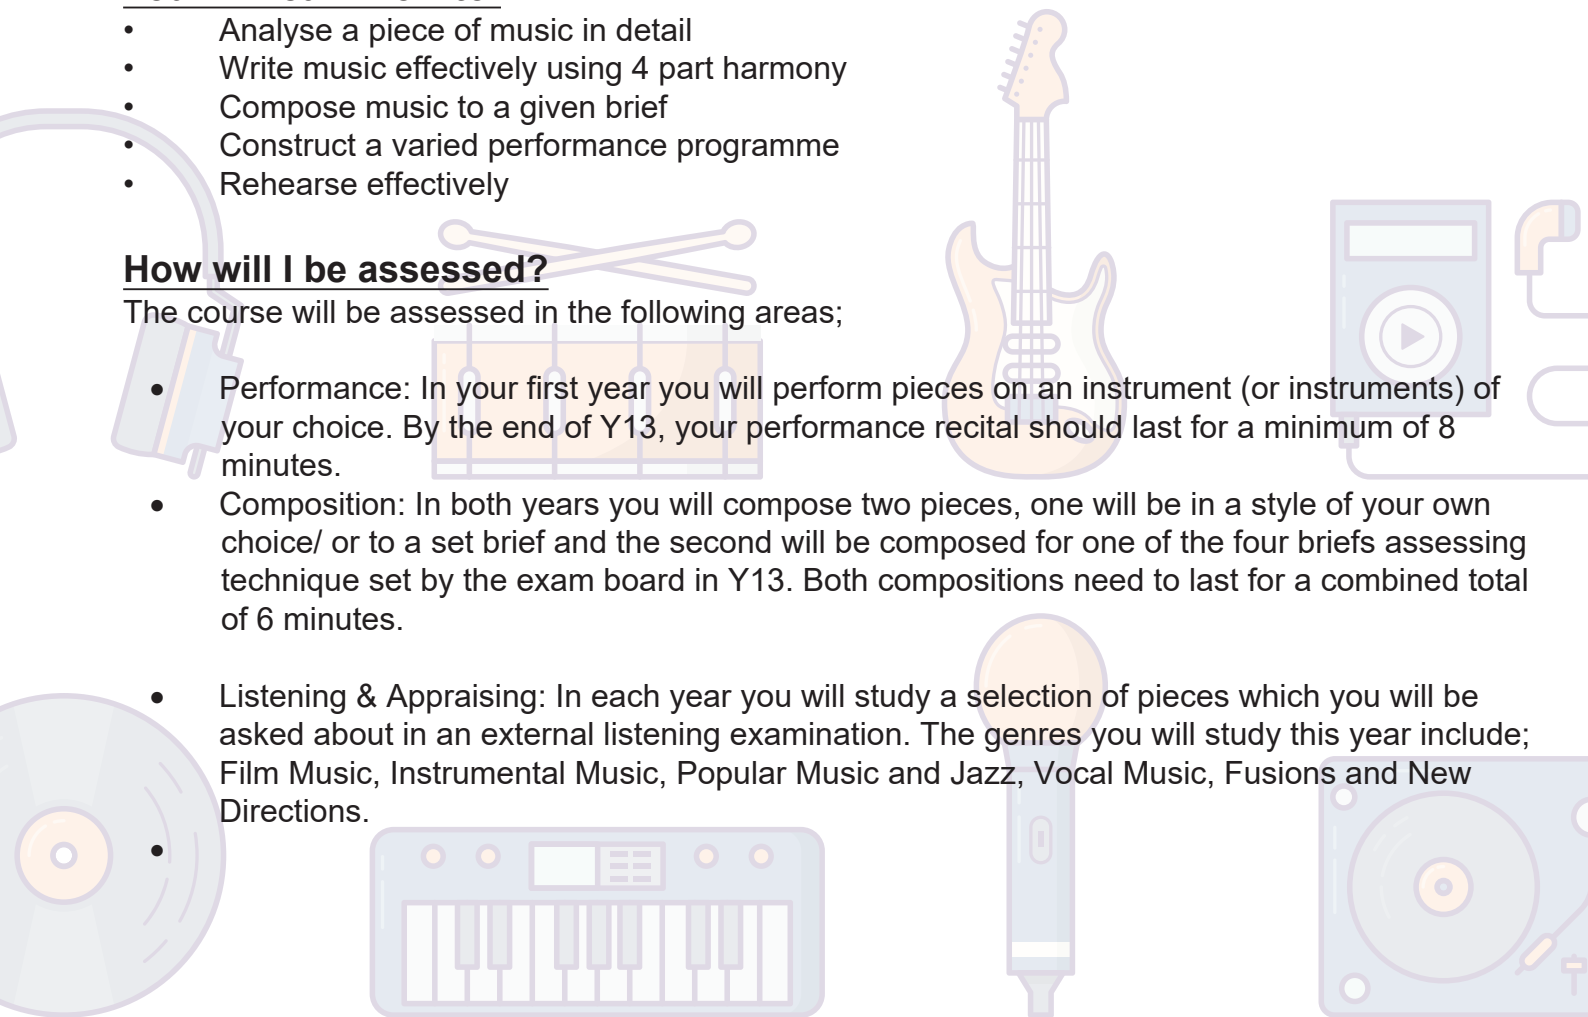 • Analyse a piece of music in detail
• Write music effectively using 4 part harmony
• Compose music to a given brief
• Construct a varied performance programme
• Rehearse effectively
How will I be assessed?
The course will be assessed in the following areas;
• Performance: In your first year you will perform pieces on an instrument (or instruments) of
your choice. By the end of Y13, your performance recital should last for a minimum of 8
minutes.
• Composition: In both years you will compose two pieces, one will be in a style of your own
choice/ or to a set brief and the second will be composed for one of the four briefs assessing
technique set by the exam board in Y13. Both compositions need to last for a combined total
of 6 minutes.
• Listening & Appraising: In each year you will study a selection of pieces which you will be
asked about in an external listening examination. The genres you will study this year include;
Film Music, Instrumental Music, Popular Music and Jazz, Vocal Music, Fusions and New
Directions.
•